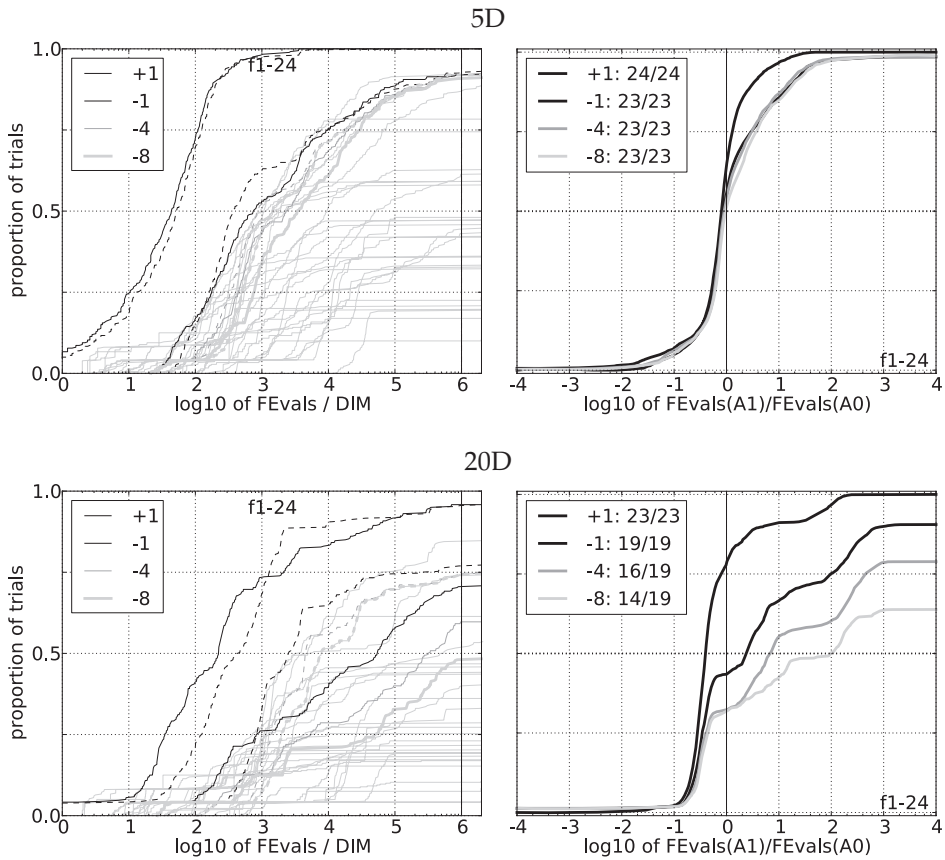 5D
1.0
0.5
0.0
proportion of trials
f1-24
+1
-1
-4
-8
0 1 2 3 4 5 6
log10 of FEvals / DIM
+1: 24/24
-1: 23/23
-4: 23/23
-8: 23/23
f1-24
-4 -3 -2 -1 0 1 2 3 4
log10 of FEvals(A1)/FEvals(A0)
20D
1.0
0.5
0.0
proportion of trials
f1-24
+1
-1
-4
-8
0 1 2 3 4 5 6
log10 of FEvals / DIM
+1: 23/23
-1: 19/19
-4: 16/19
-8: 14/19
f1-24
-4 -3 -2 -1 0 1 2 3 4
log10 of FEvals(A1)/FEvals(A0)